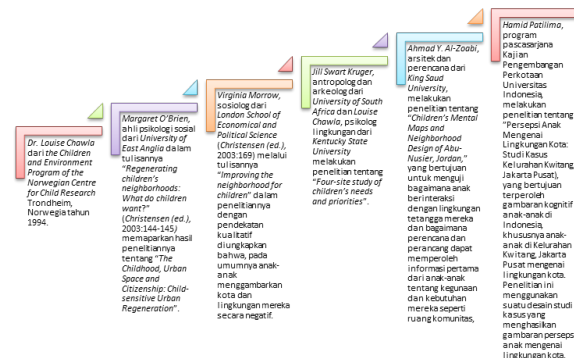 Dr. Louise Chawla
dari the Children
and Environment
Program of the
Norwegian Centre
for Child Research
Trondheim,
Norwegia tahun
1994.
Margaret O'Brien,
ahli psikologi sosial
dari University of
East Anglia dalam
tulisannya
"Regenerating
children's
neighborhoods:
What do children
want?"
(Christensen (ed.),
2003:144-145)
memaparkan hasil
penelitiannya
tentang "The
Childhood, Urban
Space and
Citizenship: Child-
sensitive Urban
Regeneration".
Virginia Morrow,
sosiolog dari
London School of
Economical and
Political Science
(Christensen (ed.),
2003:169) melalui
tulisannya
"Improving the
neighborhood for
children" dalam
penelitiannya
dengan
pendekatan
kualitatif
diungkapkan
bahwa, pada
umumnya anak-
anak
menggambarkan
kota dan
lingkungan mereka
secara negarif.
Jill Swart Kruger,
antropolog dan
arkeolog dari
University of South
Africa dan Louise
Chawla, psikolog
lingkungan dari
Kentucky State
University
melakukan
penelitian tentang
"Four-site study of
children's needs
and priorities".
Ahmad Y. Al-Zoabi,
arsitek dan
perencana dari
King Saud
University,
melakukan
penelitian tentang
"Children's Mental
Maps and
Neighborhood
Design of Abu-
Nusier, Jordan,"
yang bertujuan
untuk menguji
bagaimana anak
berinteraksi
dengan lingkungan
tetangga mereka
dan bagaimana
perencana dan
perancang dapat
memperoleh
informasi pertama
dari anak-anak
tentang kegunaan
dan kebutuhan
mereka seperti
ruang komunitas,
Hamid Patilima,
program
pascasarjana
Kajian
Pengembangan
Perkotaan
Universitas
Indonesia,
melakukan
penelitian tentang
"Persepsi Anak
Mengenai
Lingkungan Kota:
Studi Kasus
Kelurahan Kwitang,
Jakarta Pusat),
yang bertujuan
terperoleh
gambaran kognitif
anak-anak di
Indonesia,
khususnya anak-
anak di Kelurahan
Kwitang, Jakarta
Pusat mengenai
lingkungan kota.
Penelitian ini
menggunakan
suatu desain studi
kasus yang
menghasilkan
gambaran persepsi
anak mengenai
lingkungan kota.